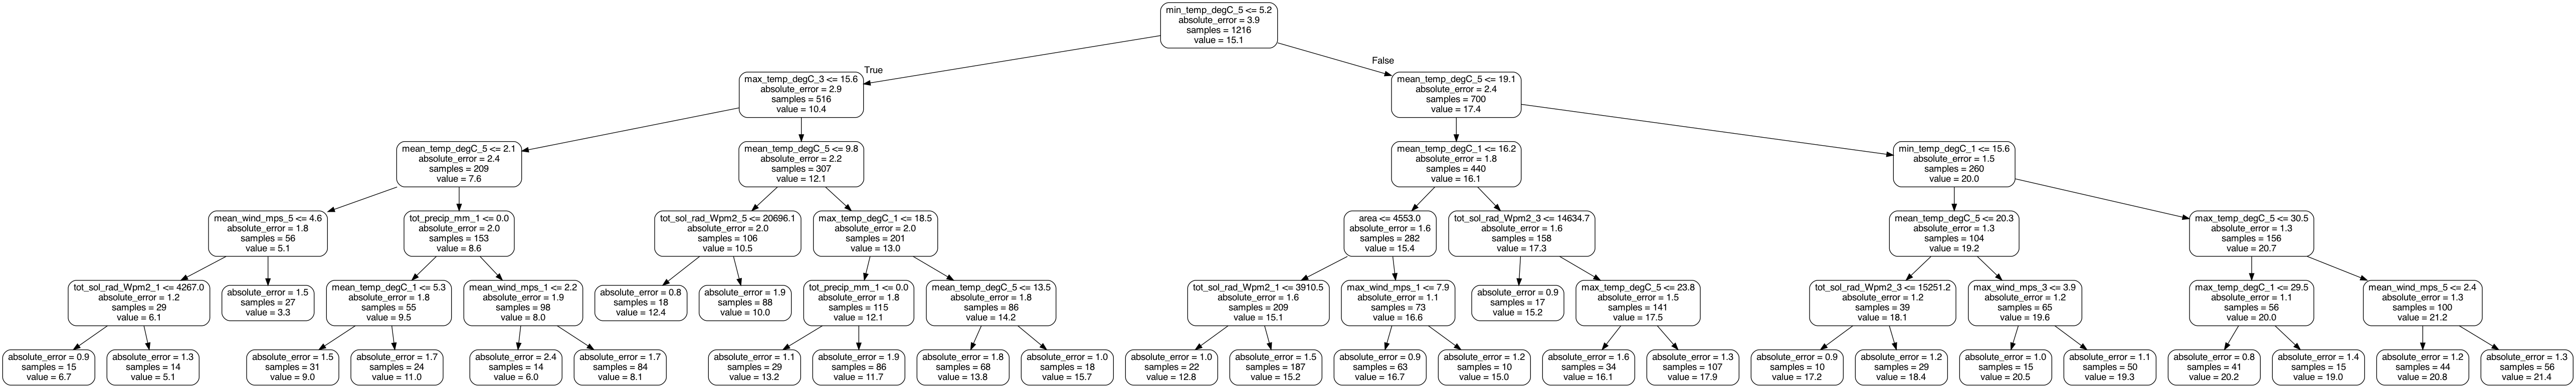 min_temp_degC_5 <= 5.2
absolute_error = 3.9
samples = 1216
value = 15.1
True
False
max_temp_degC_3 <= 15.6
absolute_error = 2.9
samples = 516
value = 10.4
mean_temp_degC_5 <= 19.1
absolute_error = 2.4
samples = 700
value = 17.4
mean_temp_degC_5 <= 2.1
absolute_error = 2.4
samples = 209
value = 7.6
mean_temp_degC_5 <= 9.8
absolute_error = 2.2
samples = 307
value = 12.1
mean_temp_degC_1 <= 16.2
absolute_error = 1.8
samples = 440
value = 16.1
min_temp_degC_1 <= 15.6
absolute_error = 1.5
samples = 260
value = 20.0
mean_wind_mps_5 <= 4.6
absolute_error = 1.8
samples = 56
value = 5.1
tot_precip_mm_1 <= 0.0
absolute_error = 2.0
samples = 153
value = 8.6
tot_sol_rad_Wpm2_5 <= 20696.1
absolute_error = 2.0
samples = 106
value = 10.5
max_temp_degC_1 <= 18.5
absolute_error = 2.0
samples = 201
value = 13.0
area <= 4553.0
absolute_error = 1.6
samples = 282
value = 15.4
tot_sol_rad_Wpm2_3 <= 14634.7
absolute_error = 1.6
samples = 158
value = 17.3
mean_temp_degC_5 <= 20.3
absolute_error = 1.3
samples = 104
value = 19.2
max_temp_degC_5 <= 30.5
absolute_error = 1.3
samples = 156
value = 20.7
tot_sol_rad_Wpm2_1 <= 4267.0
absolute_error = 1.2
samples = 29
value = 6.1
absolute_error = 1.5
samples = 27
value = 3.3
mean_temp_degC_1 <= 5.3
absolute_error = 1.8
samples = 55
value = 9.5
mean_wind_mps_1 <= 2.2
absolute_error = 1.9
samples = 98
value = 8.0
absolute_error = 0.8
samples = 18
value = 12.4
absolute_error = 1.9
samples = 88
value = 10.0
tot_precip_mm_1 <= 0.0
absolute_error = 1.8
samples = 115
value = 12.1
mean_temp_degC_5 <= 13.5
absolute_error = 1.8
samples = 86
value = 14.2
tot_sol_rad_Wpm2_1 <= 3910.5
absolute_error = 1.6
samples = 209
value = 15.1
max_wind_mps_1 <= 7.9
absolute_error = 1.1
samples = 73
value = 16.6
absolute_error = 0.9
samples = 17
value = 15.2
max_temp_degC_5 <= 23.8
absolute_error = 1.5
samples = 141
value = 17.5
tot_sol_rad_Wpm2_3 <= 15251.2
absolute_error = 1.2
samples = 39
value = 18.1
max_wind_mps_3 <= 3.9
absolute_error = 1.2
samples = 65
value = 19.6
max_temp_degC_1 <= 29.5
absolute_error = 1.1
samples = 56
value = 20.0
mean_wind_mps_5 <= 2.4
absolute_error = 1.3
samples = 100
value = 21.2
absolute_error = 0.9
samples = 15
value = 6.7
absolute_error = 1.3
samples = 14
value = 5.1
absolute_error = 1.5
samples = 31
value = 9.0
absolute_error = 1.7
samples = 24
value = 11.0
absolute_error = 2.4
samples = 14
value = 6.0
absolute_error = 1.7
samples = 84
value = 8.1
absolute_error = 1.1
samples = 29
value = 13.2
absolute_error = 1.9
samples = 86
value = 11.7
absolute_error = 1.8
samples = 68
value = 13.8
absolute_error = 1.0
samples = 18
value = 15.7
absolute_error = 1.0
samples = 22
value = 12.8
absolute_error = 1.5
samples = 187
value = 15.2
absolute_error = 0.9
samples = 63
value = 16.7
absolute_error = 1.2
samples = 10
value = 15.0
absolute_error = 1.6
samples = 34
value = 16.1
absolute_error = 1.3
samples = 107
value = 17.9
absolute_error = 0.9
samples = 10
value = 17.2
absolute_error = 1.2
samples = 29
value = 18.4
absolute_error = 1.0
samples = 15
value = 20.5
absolute_error = 1.1
samples = 50
value = 19.3
absolute_error = 0.8
samples = 41
value = 20.2
absolute_error = 1.4
samples = 15
value = 19.0
absolute_error = 1.2
samples = 44
value = 20.8
absolute_error = 1.3
samples = 56
value = 21.4